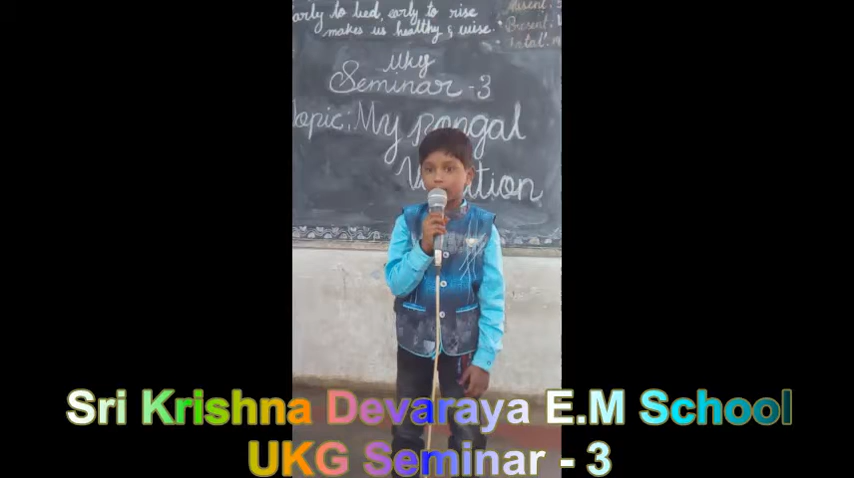 arly to bed, early to rise
makes us healthy & wise.
Absent:
Present:
Total:
UKG
Seminar - 3
opic: My pongal
Sri Krishna Devaraya E.M School
UKG Seminar - 3